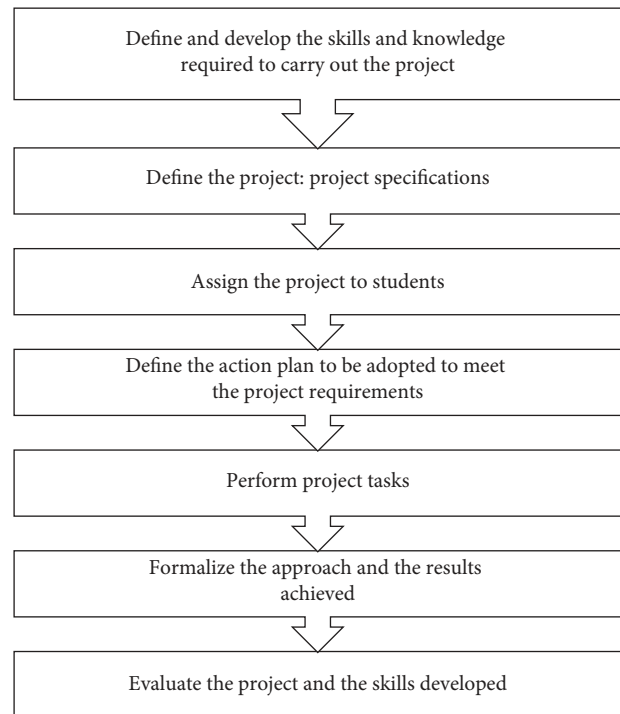 Define and develop the skills and knowledge
required to carry out the project
Define the project: project specifications
Assign the project to students
Define the action plan to be adopted to meet
the project requirements
Perform project tasks
Formalize the approach and the results
achieved
Evaluate the project and the skills developed